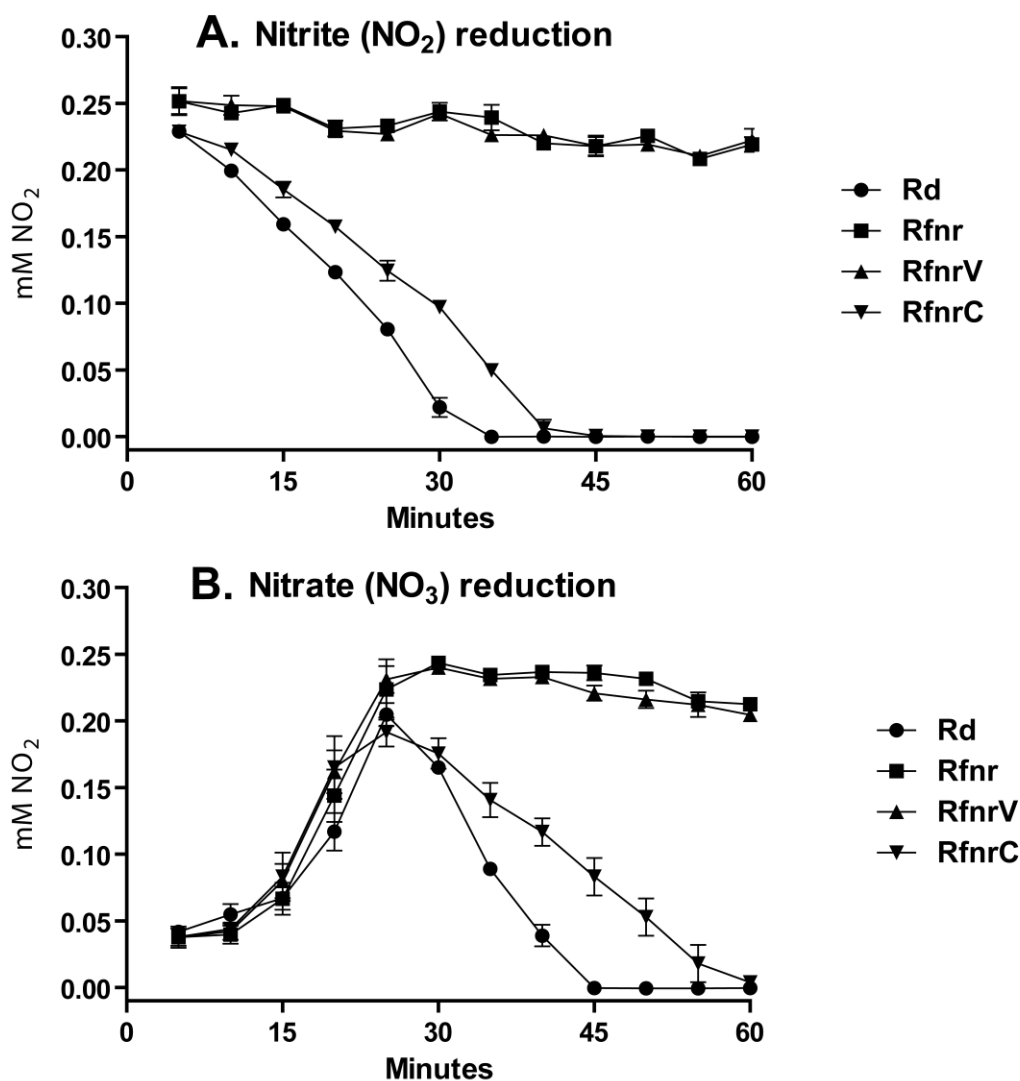 A. Nitrite (NO₂) reduction
mM NO₂
0.30
0.25
0.20
0.15
0.10
0.05
0.00
0 15 30 45 60
Minutes
Rd
Rfnr
RfnrV
RfnrC
B. Nitrate (NO₃) reduction
mM NO₂
0.30
0.25
0.20
0.15
0.10
0.05
0.00
0 15 30 45 60
Minutes
Rd
Rfnr
RfnrV
RfnrC